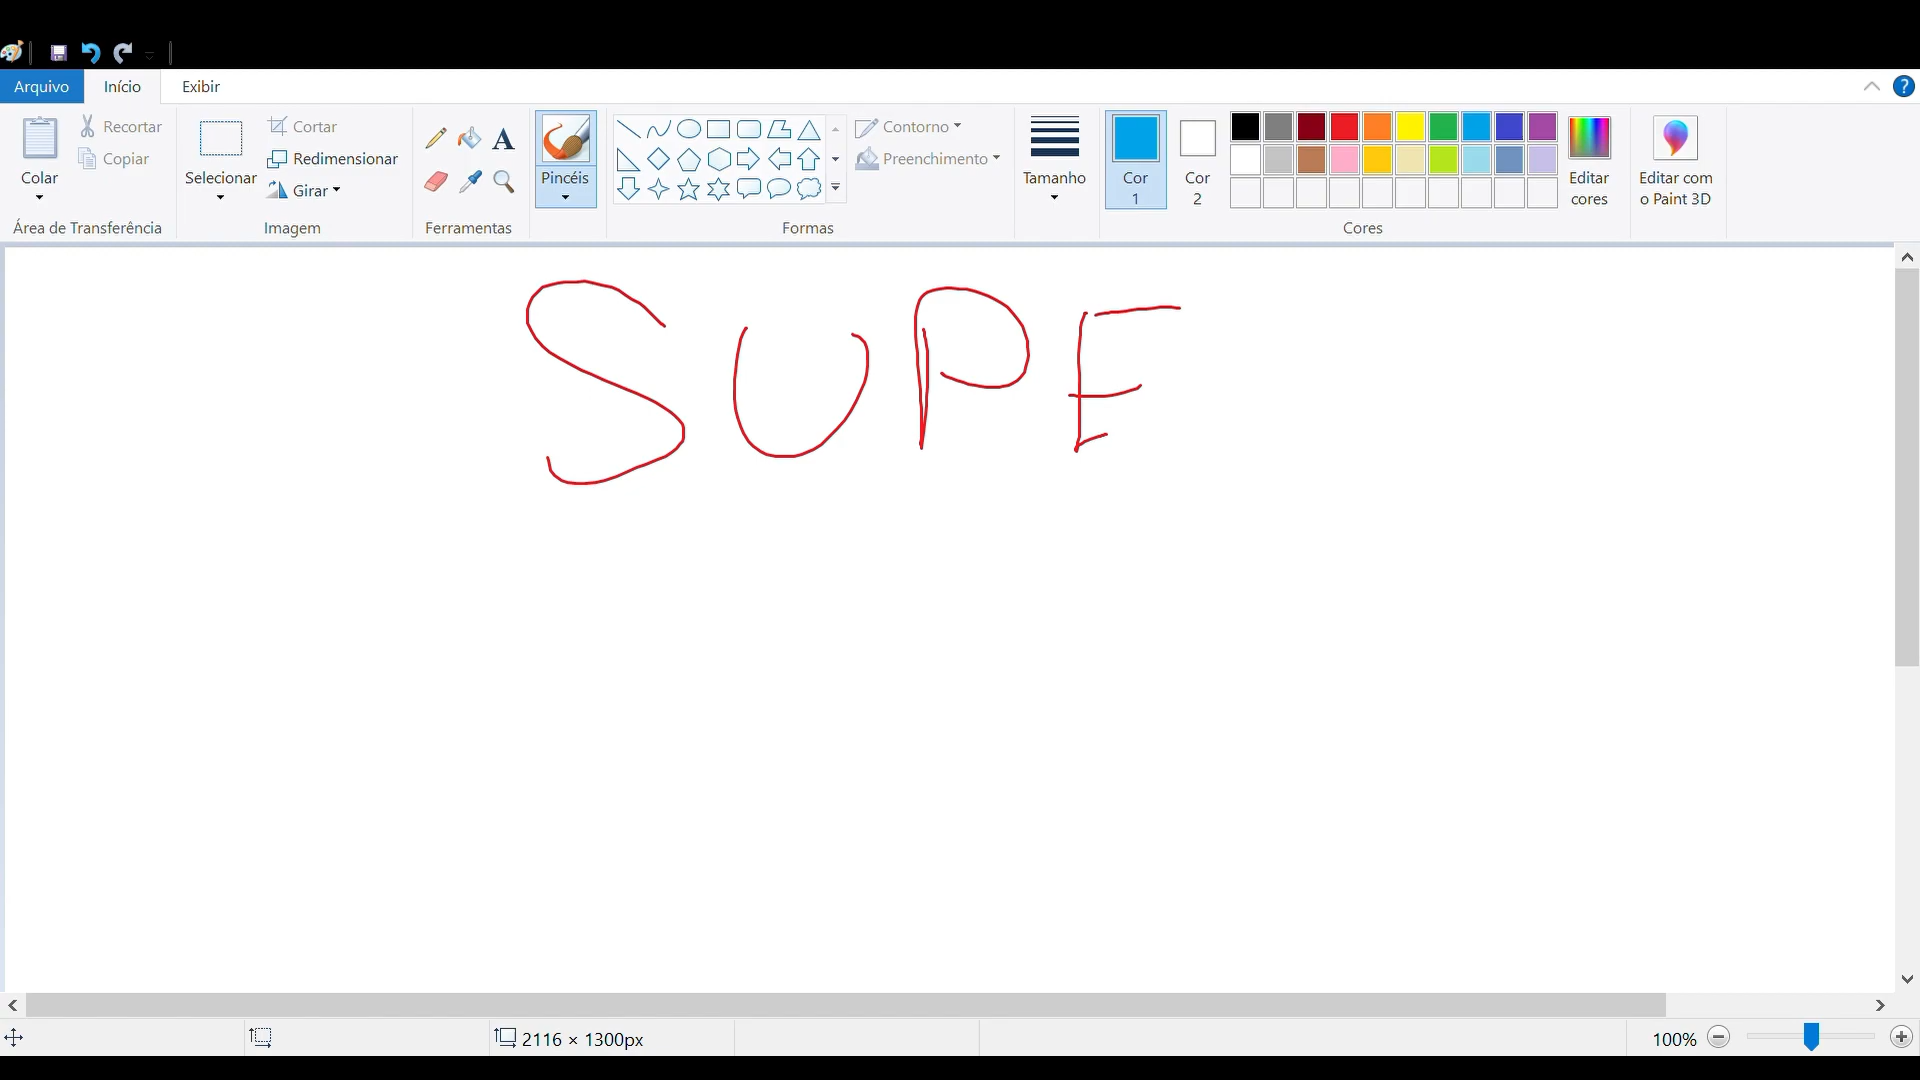 Arquivo Início Exibir
Colar Recortar Copiar
Área de Transferência
Selecionar Cortar Redimensionar Girar
Imagem
A
Ferramentas
Pincéis
Contorno Preenchimento
Formas
Tamanho
Cor 1
Cor 2
Editar cores
Cores
Editar com o Paint 3D
?
SUPE
2116 × 1300px
100%